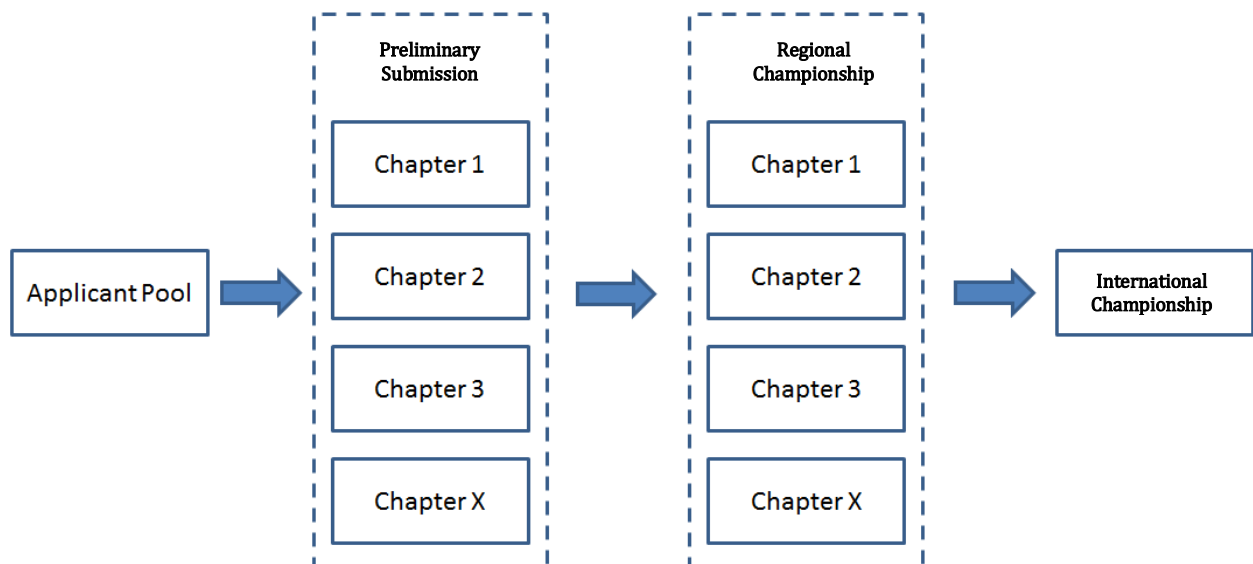 Applicant Pool
Preliminary
Submission
Chapter 1
Chapter 2
Chapter 3
Chapter X
Regional
Championship
Chapter 1
Chapter 2
Chapter 3
Chapter X
International
Championship